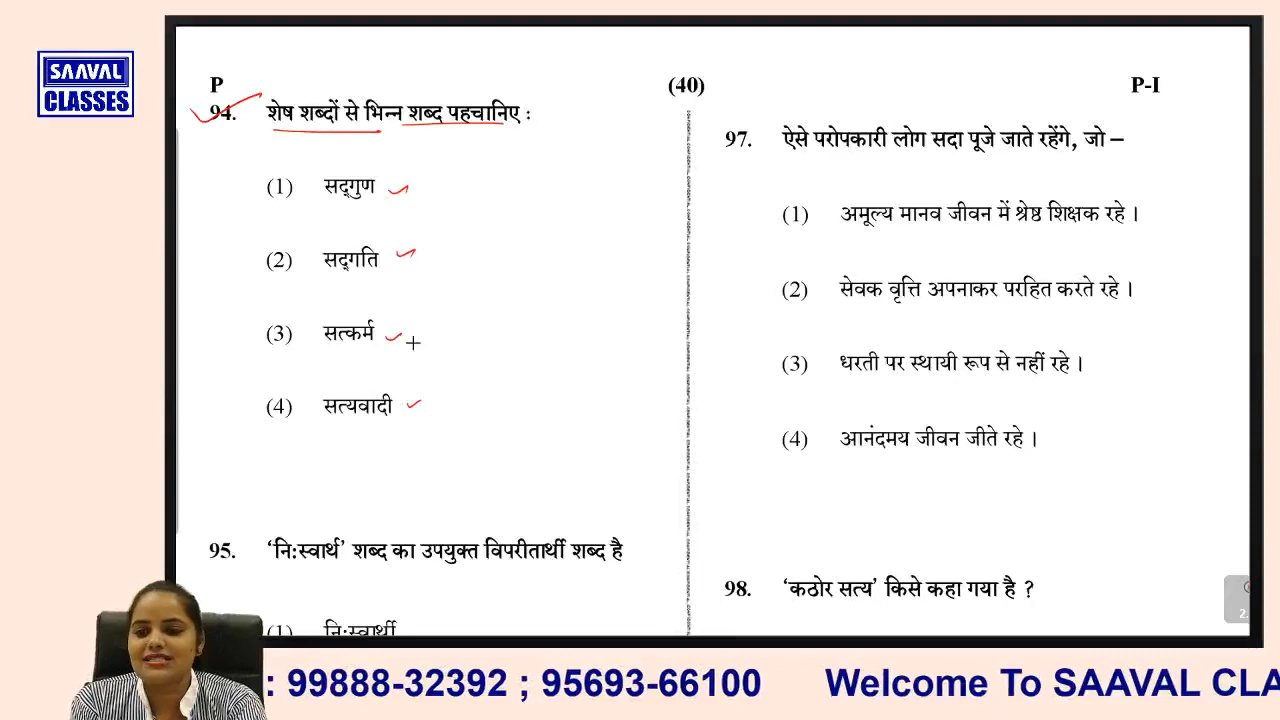 SAAVAL
CLASSES
P
(40)
P-I
94. शेष शब्दों से भिन्न शब्द पहचानिए :
(1) सद्‌गुण
(2) सद्‌गति
(3) सत्कर्म
(4) सत्यवादी
95. ‘नि:स्वार्थ’ शब्द का उपयुक्त विपरीतार्थी शब्द है
(1) नि:स्वार्थी
97. ऐसे परोपकारी लोग सदा पूजे जाते रहेंगे, जो –
(1) अमूल्य मानव जीवन में श्रेष्ठ शिक्षक रहे ।
(2) सेवक वृत्ति अपनाकर परहित करते रहे ।
(3) धरती पर स्थायी रूप से नहीं रहे ।
(4) आनंदमय जीवन जीते रहे ।
98. ‘कठोर सत्य’ किसे कहा गया है ?
: 99888-32392 ; 95693-66100 Welcome To SAAVAL CLA